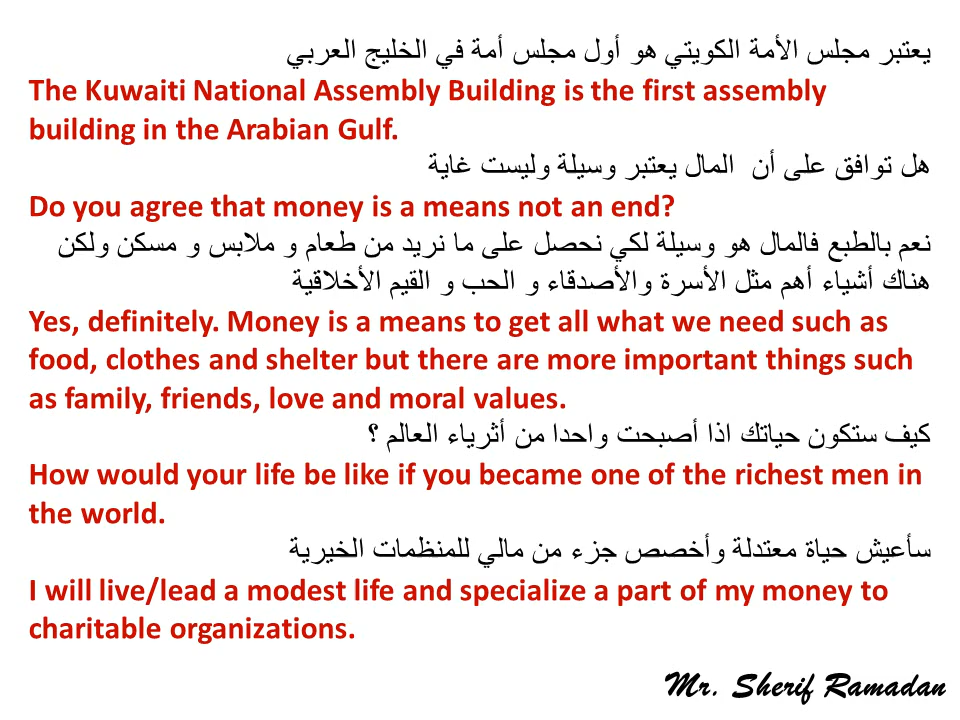 يعتبر مجلس الأمة الكويتي هو أول مجلس أمة في الخليج العربي
The Kuwaiti National Assembly Building is the first assembly
building in the Arabian Gulf.
هل توافق على أن المال يعتبر وسيلة وليست غاية
Do you agree that money is a means not an end?
نعم بالطبع فالمال هو وسيلة لكي نحصل على ما نريد من طعام و ملابس و مسكن ولكن
هناك أشياء أهم مثل الأسرة والأصدقاء و الحب و القيم الأخلاقية
Yes, definitely. Money is a means to get all what we need such as
food, clothes and shelter but there are more important things such
as family, friends, love and moral values.
كيف ستكون حياتك اذا أصبحت واحدا من أثرياء العالم ؟
How would your life be like if you became one of the richest men in
the world.
سأعيش حياة معتدلة وأخصص جزء من مالي للمنظمات الخيرية
I will live/lead a modest life and specialize a part of my money to
charitable organizations.
Mr. Sherif Ramadan